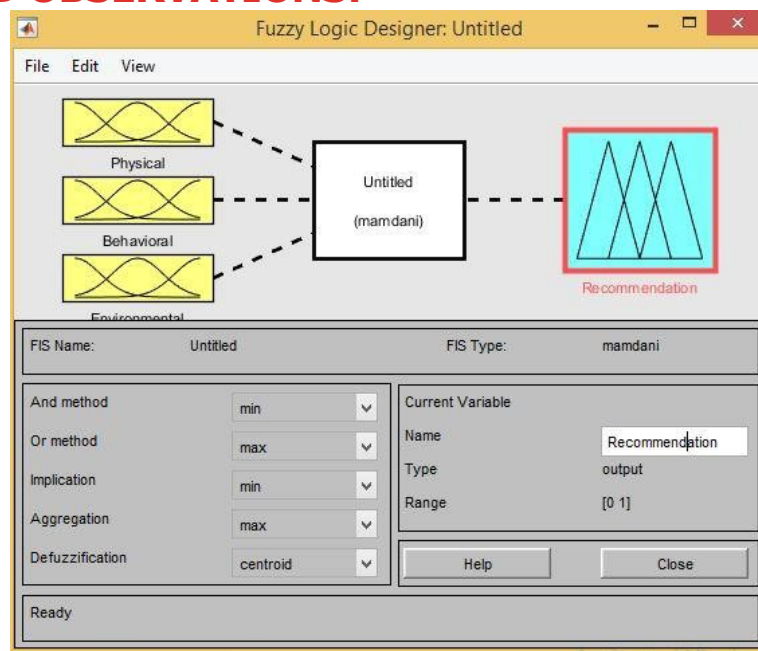 D OBSERVATIONS:
Fuzzy Logic Designer: Untitled
File Edit View
Physical
Behavioral
Environmental
Untitled
(mamdani)
Recommendation
FIS Name: Untitled FIS Type: mamdani
And method min
Or method max
Implication min
Aggregation max
Defuzzification centroid
Current Variable
Name Recommendation
Type output
Range [0 1]
Help Close
Ready